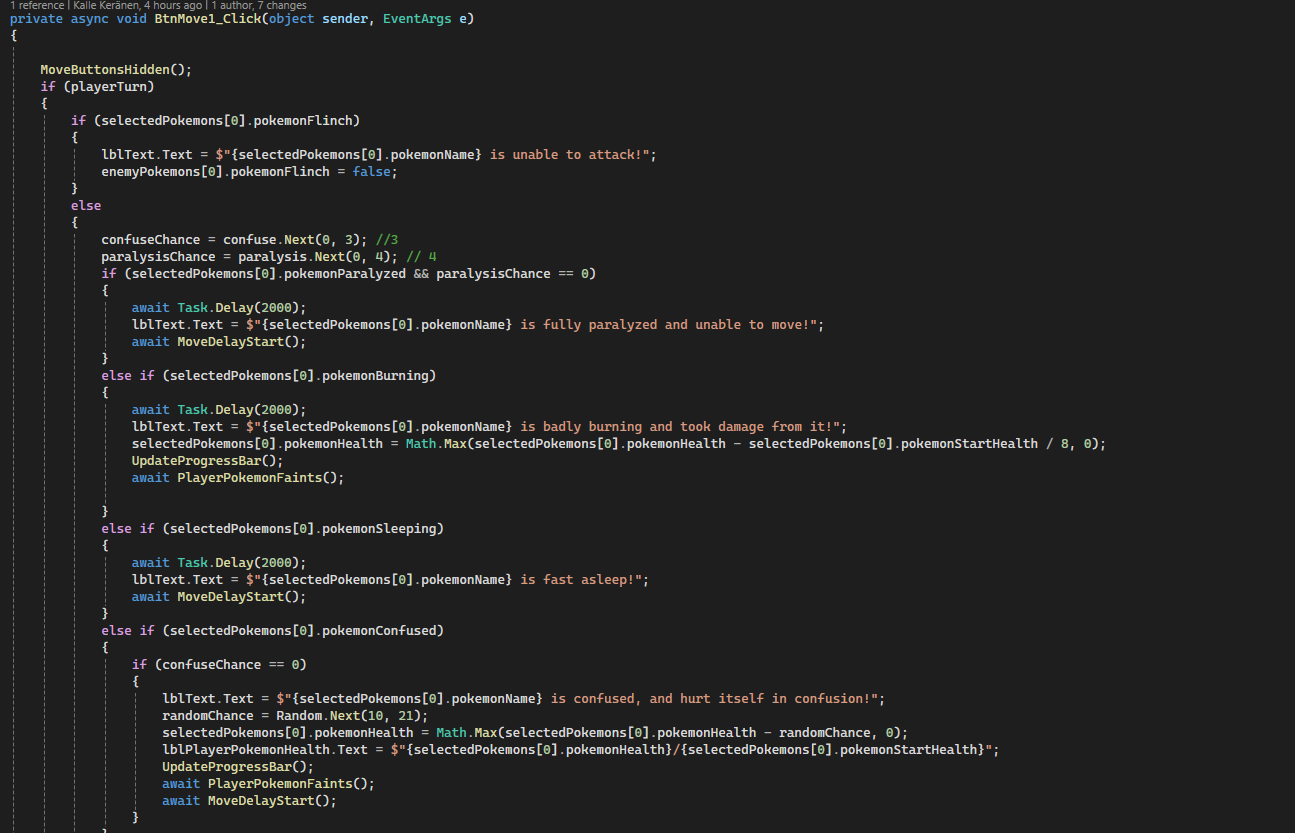 1 reference | Kalle Keränen, 4 hours ago | 1 author, 7 changes
private async void BtnMove1_Click(object sender, EventArgs e)
{
MoveButtonsHidden();
if (playerTurn)
{
if (selectedPokemons[0].pokemonFlinch)
{
lblText.Text = $"{selectedPokemons[0].pokemonName} is unable to attack!";
enemyPokemons[0].pokemonFlinch = false;
}
else
{
confuseChance = confuse.Next(0, 3); //3
paralysisChance = paralysis.Next(0, 4); // 4
if (selectedPokemons[0].pokemonParalyzed && paralysisChance == 0)
{
await Task.Delay(2000);
lblText.Text = $"{selectedPokemons[0].pokemonName} is fully paralyzed and unable to move!";
await MoveDelayStart();
}
else if (selectedPokemons[0].pokemonBurning)
{
await Task.Delay(2000);
lblText.Text = $"{selectedPokemons[0].pokemonName} is badly burning and took damage from it!";
selectedPokemons[0].pokemonHealth = Math.Max(selectedPokemons[0].pokemonHealth - selectedPokemons[0].pokemonStartHealth / 8, 0);
UpdateProgressBar();
await PlayerPokemonFaints();
}
else if (selectedPokemons[0].pokemonSleeping)
{
await Task.Delay(2000);
lblText.Text = $"{selectedPokemons[0].pokemonName} is fast asleep!";
await MoveDelayStart();
}
else if (selectedPokemons[0].pokemonConfused)
{
if (confuseChance == 0)
{
lblText.Text = $"{selectedPokemons[0].pokemonName} is confused, and hurt itself in confusion!";
randomChance = Random.Next(10, 21);
selectedPokemons[0].pokemonHealth = Math.Max(selectedPokemons[0].pokemonHealth - randomChance, 0);
lblPlayerPokemonHealth.Text = $"{selectedPokemons[0].pokemonHealth}/{selectedPokemons[0].pokemonStartHealth}";
UpdateProgressBar();
await PlayerPokemonFaints();
await MoveDelayStart();
}
}